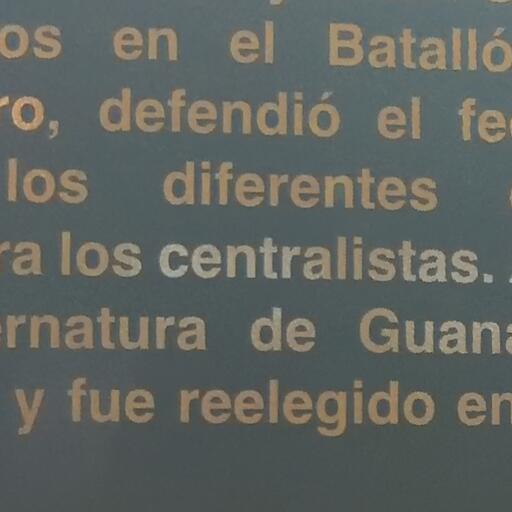 os en el Batalló
ro, defendió el fe
los diferentes
ra los centralistas.
ernatura de Guana
y fue reelegido en